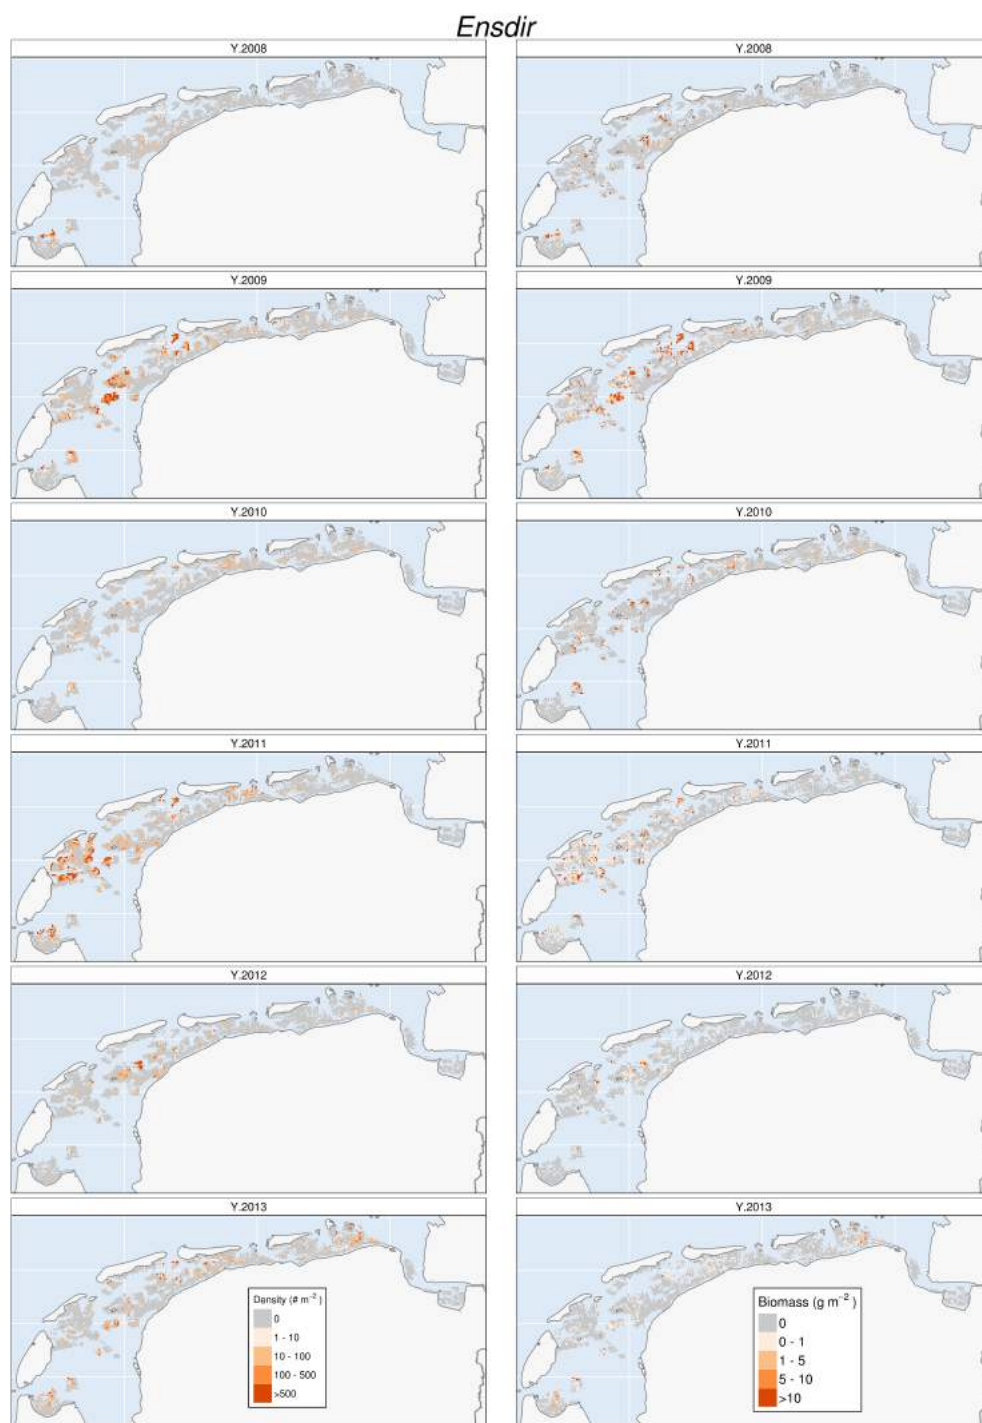 Ensdir
Y.2008
Y.2008
Y.2009
Y.2009
Y.2010
Y.2010
Y.2011
Y.2011
Y.2012
Y.2012
Y.2013
Y.2013
Density (# m⁻²)
0
1 - 10
10 - 100
100 - 500
>500
Biomass (g m⁻²)
0
0 - 1
1 - 5
5 - 10
>10